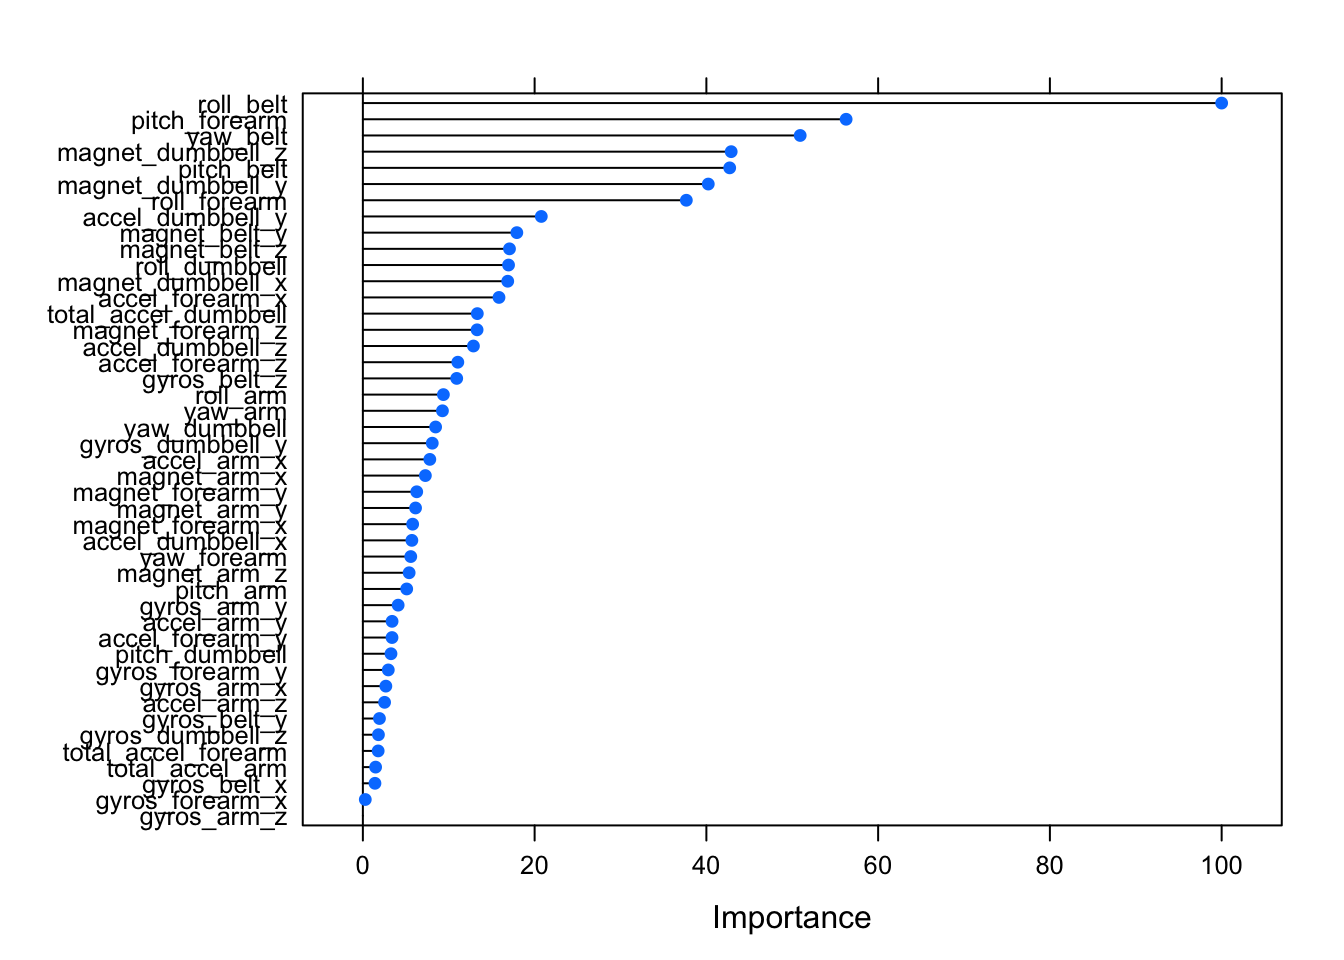 roll_belt
pitch_forearm
yaw_belt
magnet_dumbbell_z
pitch_belt
magnet_dumbbell_y
roll_forearm
accel_dumbbell_y
magnet_belt_y
magnet_belt_z
roll_dumbbell
magnet_dumbbell_x
accel_forearm_x
total_accel_dumbbell
magnet_forearm_z
accel_dumbbell_z
accel_forearm_z
gyros_belt_z
roll_arm
yaw_arm
yaw_dumbbell
gyros_dumbbell_y
accel_arm_x
magnet_arm_x
magnet_forearm_y
magnet_arm_y
magnet_forearm_x
accel_dumbbell_x
yaw_forearm
magnet_arm_z
pitch_arm
gyros_arm_y
accel_arm_y
accel_forearm_y
pitch_dumbbell
gyros_forearm_y
gyros_arm_x
accel_arm_z
gyros_belt_y
gyros_dumbbell_z
total_accel_forearm
total_accel_arm
gyros_belt_x
gyros_forearm_x
gyros_arm_z
0 20 40 60 80 100
Importance